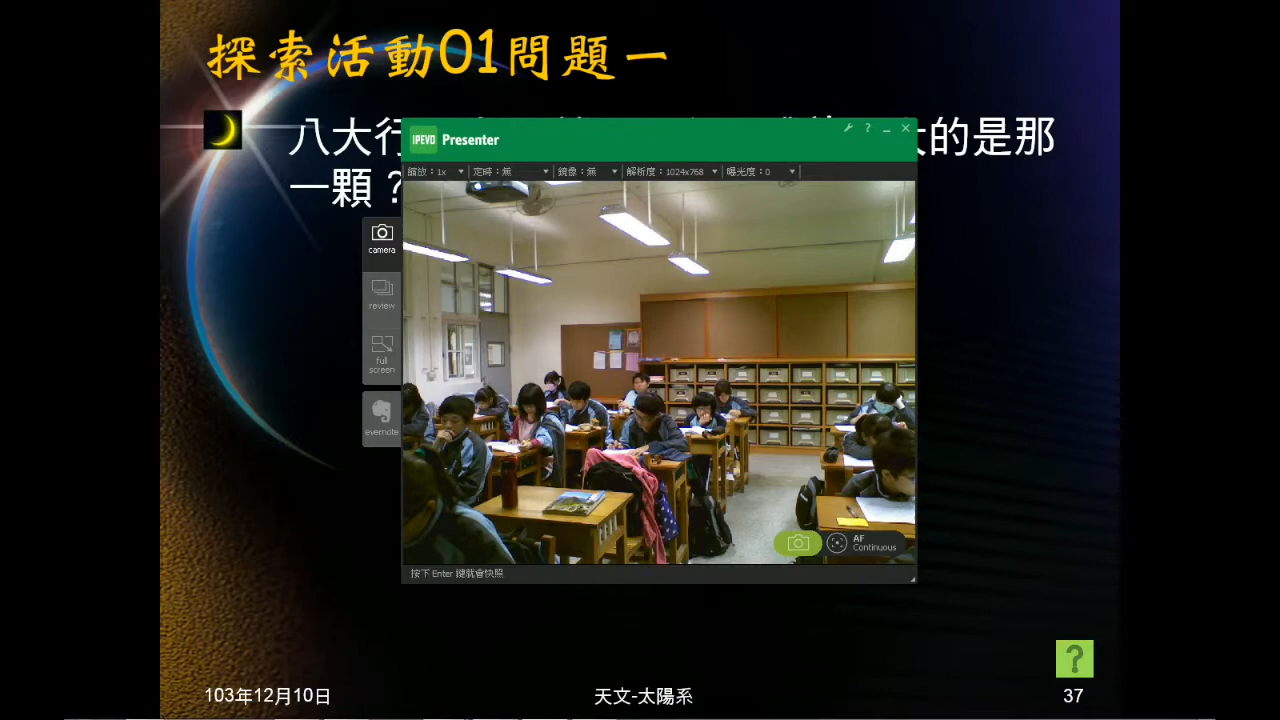 探索活動01問題一
八大行
大的是那
一顆？
IPEVO Presenter
縮放：1x 定時：無 鏡像：無 解析度：1024x768 曝光度：0
camera
review
full
screen
evernote
AF
Continuous
按下 Enter 鍵就會快照
103年12月10日 天文-太陽系 37